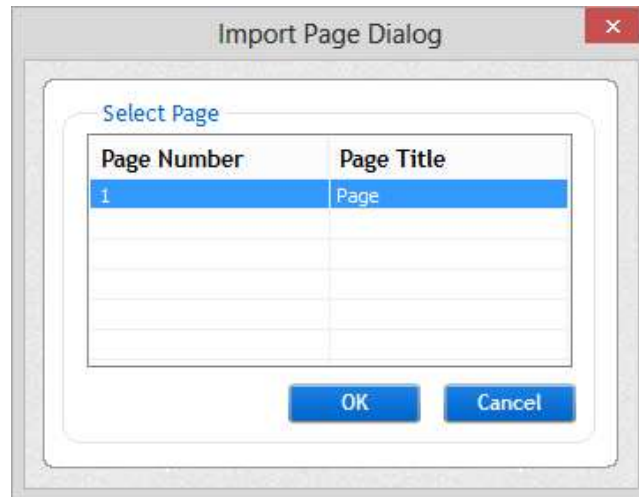 Import Page Dialog
Select Page
Page Number Page Title
1 Page
OK Cancel